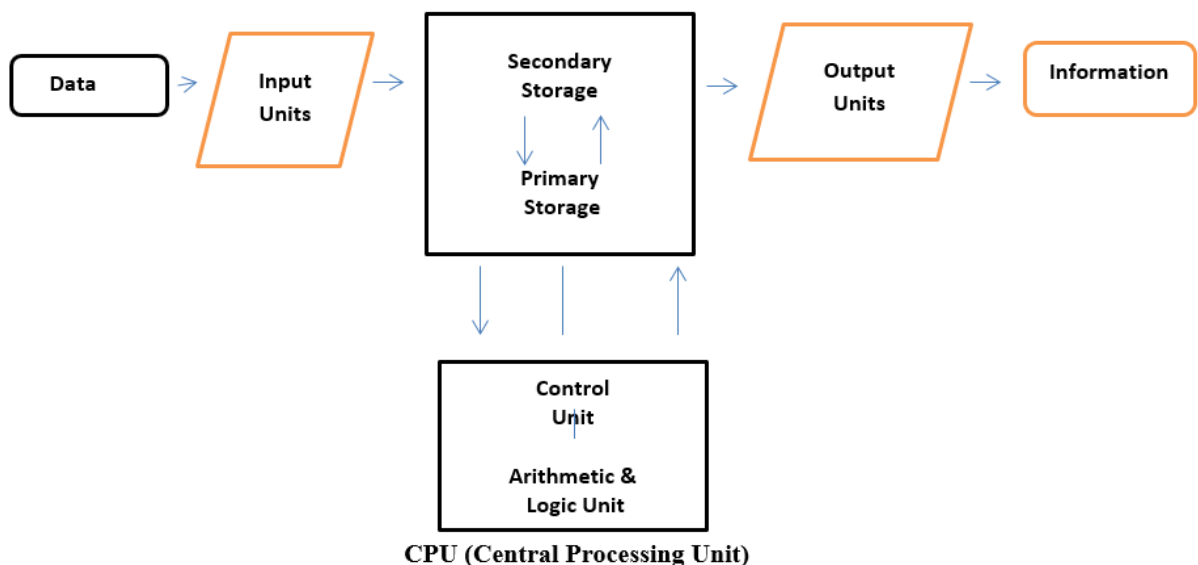 Data
Input
Units
Secondary
Storage
Primary
Storage
Output
Units
Information
Control
Unit
Arithmetic &
Logic Unit
CPU (Central Processing Unit)